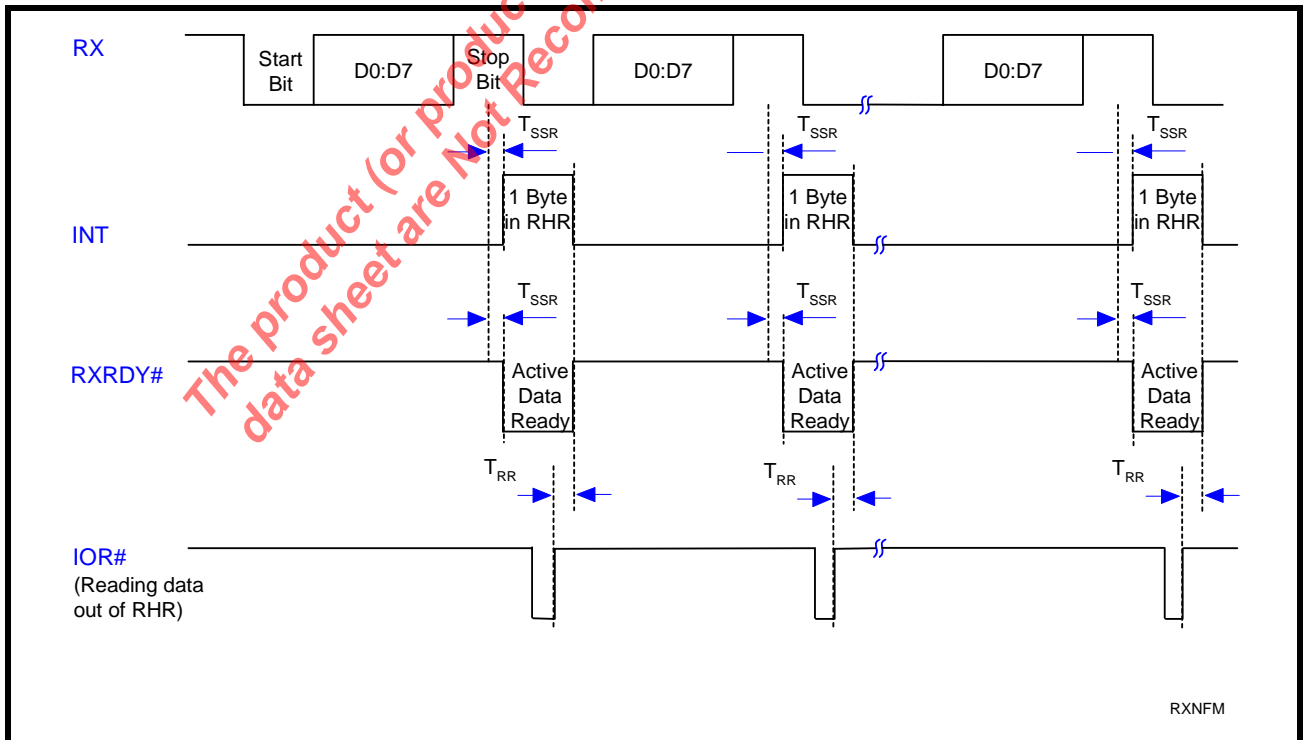 RX
Start
Bit
D0:D7
Stop
Bit
D0:D7
D0:D7
TSSR
TSSR
TSSR
INT
1 Byte
in RHR
1 Byte
in RHR
1 Byte
in RHR
TSSR
TSSR
TSSR
RXRDY#
Active
Data
Ready
Active
Data
Ready
Active
Data
Ready
TRR
TRR
TRR
IOR#
(Reading data
out of RHR)
RXNFM
The product (or produc
data sheet are Not Recom